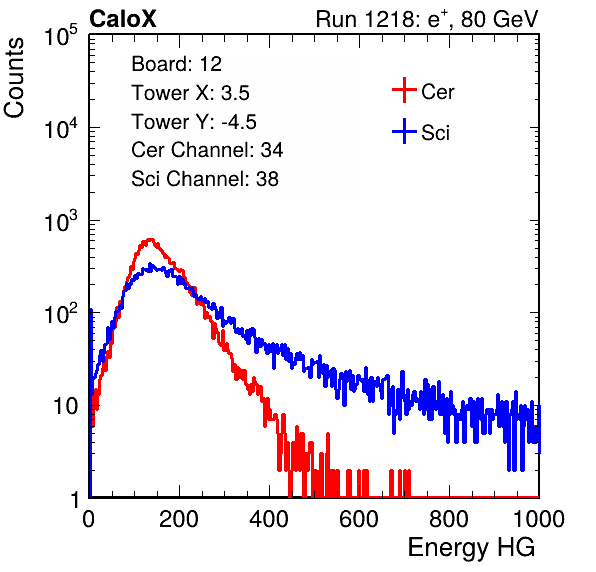 CaloX Run 1218: e⁺, 80 GeV
Counts
Board: 12
Tower X: 3.5
Tower Y: -4.5
Cer Channel: 34
Sci Channel: 38
Cer
Sci
10⁵
10⁴
10³
10²
10
1
0 200 400 600 800 1000
Energy HG